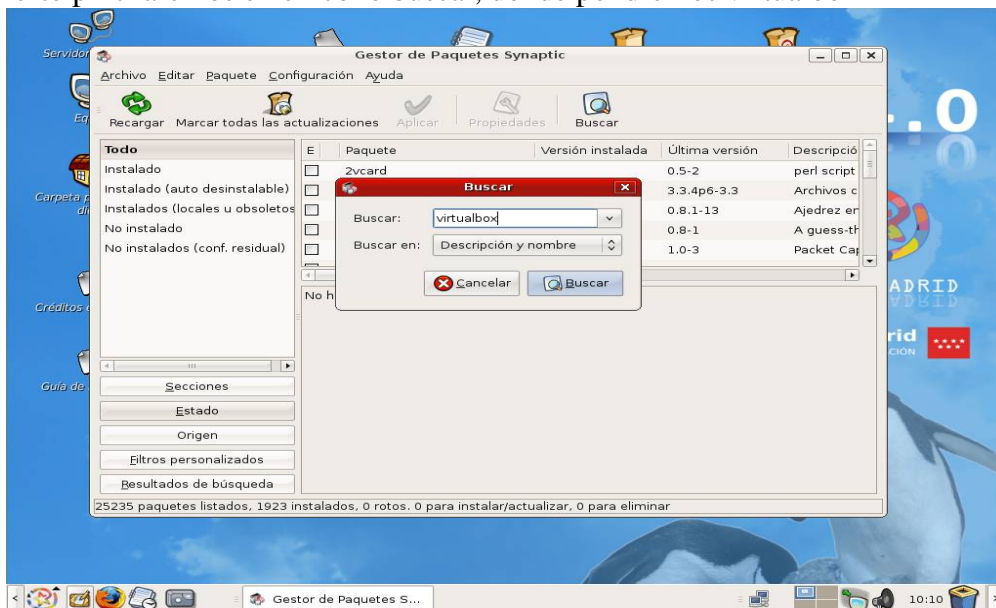 Servidor
Gestor de Paquetes Synaptic
Archivo Editar Paquete Configuración Ayuda
Recargar Marcar todas las actualizaciones Aplicar Propiedades Buscar
Todo
Instalado
Instalado (auto desinstalable)
Instalados (locales u obsoletos
No instalado
No instalados (conf. residual)
E Paquete Versión instalada Última versión Descripció
2vcard 0.5-2 perl script
3.3.4p6-3.3 Archivos c
0.8.1-13 Ajedrez en
0.8-1 A guess-th
1.0-3 Packet Cap
Buscar
Buscar: virtualbox
Buscar en: Descripción y nombre
Cancelar Buscar
No h
Secciones
Estado
Origen
Filtros personalizados
Resultados de búsqueda
25235 paquetes listados, 1923 instalados, 0 rotos. 0 para instalar/actualizar, 0 para eliminar
Eq
Carpeta p
di
Créditos
Guía de
..0
ADRID
rid
CIÓN
Gestor de Paquetes S...
10:10